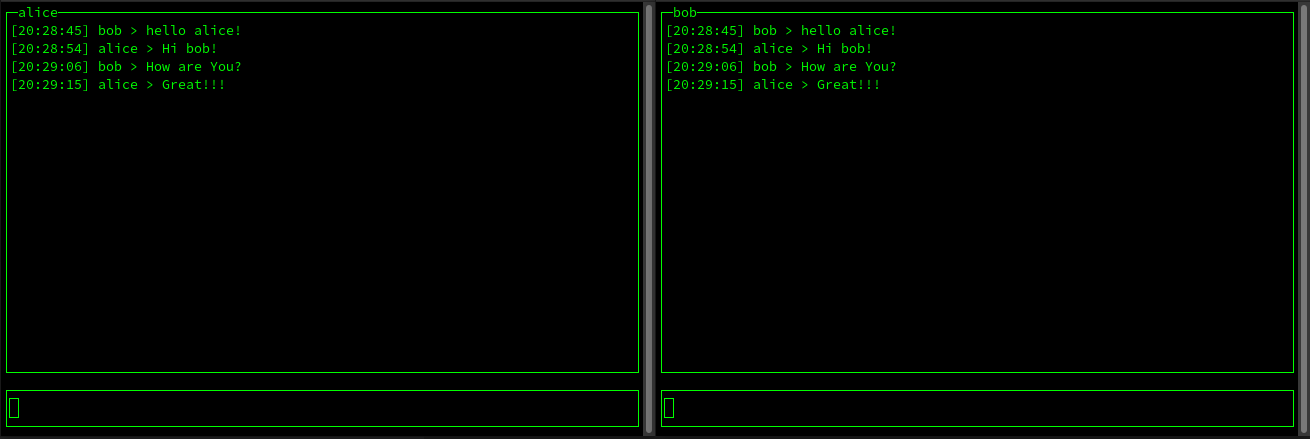 alice
[20:28:45] bob > hello alice!
[20:28:54] alice > Hi bob!
[20:29:06] bob > How are You?
[20:29:15] alice > Great!!!
bob
[20:28:45] bob > hello alice!
[20:28:54] alice > Hi bob!
[20:29:06] bob > How are You?
[20:29:15] alice > Great!!!